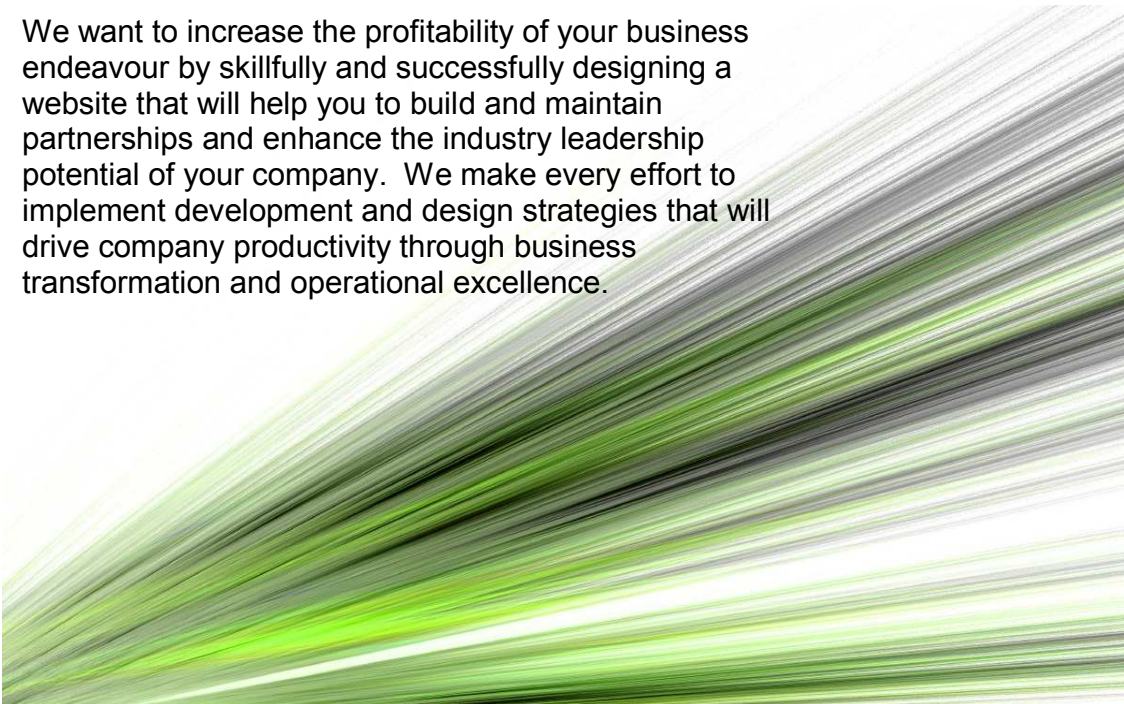 We want to increase the profitability of your business
endeavour by skillfully and successfully designing a
website that will help you to build and maintain
partnerships and enhance the industry leadership
potential of your company.  We make every effort to
implement development and design strategies that will
drive company productivity through business
transformation and operational excellence.